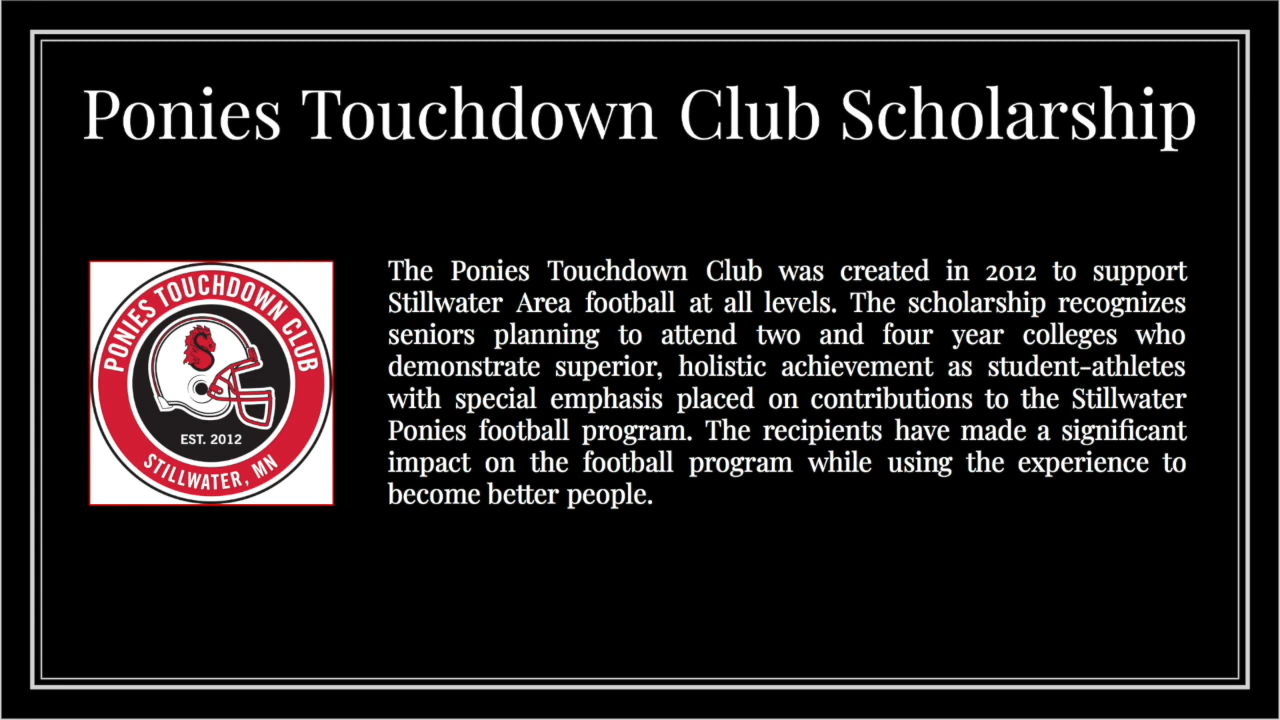 Ponies Touchdown Club Scholarship
PONIES TOUCHDOWN CLUB
S
EST. 2012
STILLWATER, MN
The Ponies Touchdown Club was created in 2012 to support
Stillwater Area football at all levels. The scholarship recognizes
seniors planning to attend two and four year colleges who
demonstrate superior, holistic achievement as student-athletes
with special emphasis placed on contributions to the Stillwater
Ponies football program. The recipients have made a significant
impact on the football program while using the experience to
become better people.